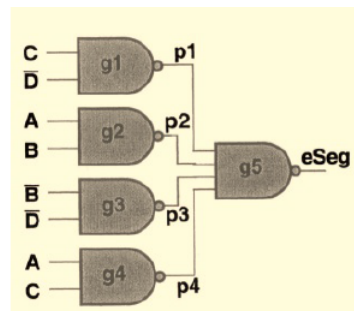 C g1 p1
D̅
A g2 p2
B
eSeg
g5
B̅ g3 p3
D̅
A g4 p4
C